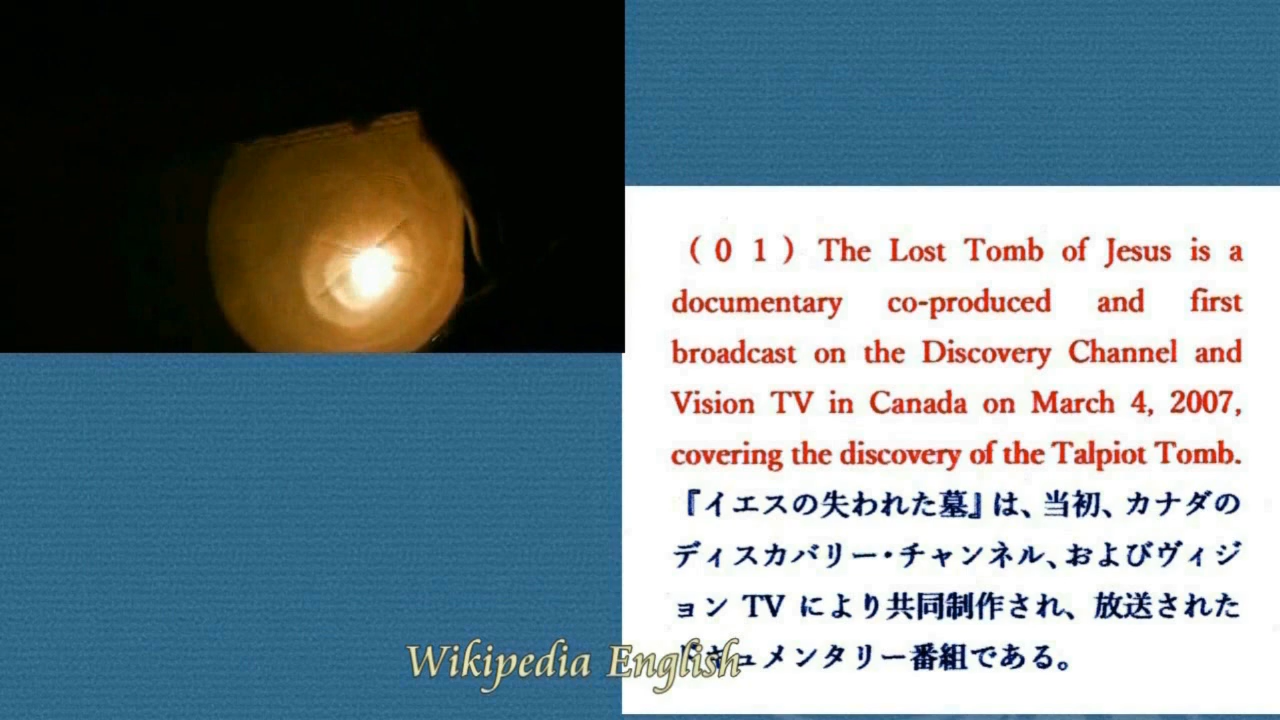 （０１）The Lost Tomb of Jesus is a
documentary co-produced and first
broadcast on the Discovery Channel and
Vision TV in Canada on March 4, 2007,
covering the discovery of the Talpiot Tomb.
『イエスの失われた墓』は、当初、カナダの
ディスカバリー・チャンネル、およびヴィジ
ョン TV により共同制作され、放送された
ドキュメンタリー番組である。
Wikipedia English